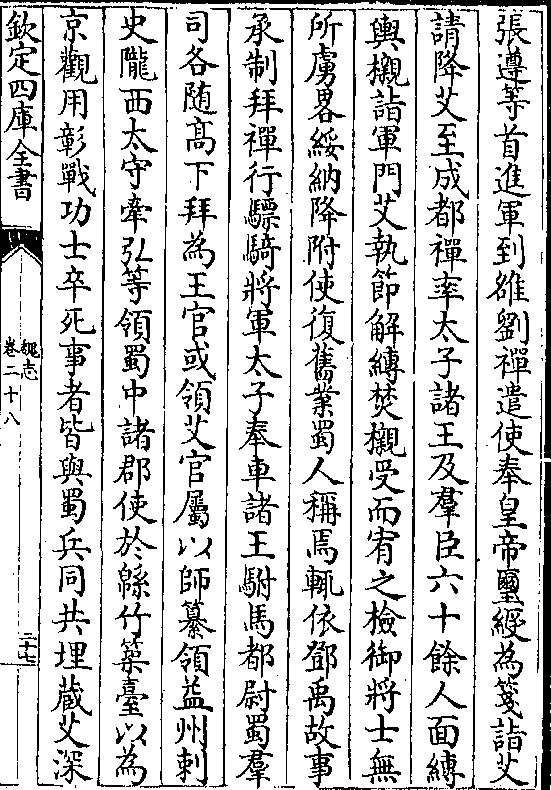 張遵等首進軍到雒劉禪遣使奉皇帝璽綬為箋詣艾
請降艾至成都禪率太子諸王及羣臣六十餘人面縛
輿櫬詣軍門艾執節解縛焚櫬受而宥之檢御將士無
所虜畧綏納降附使復舊業蜀人稱焉輒依鄧禹故事
承制拜禪行驃騎將軍太子奉車諸王駙馬都尉蜀羣
司各随高下拜為王官或領艾官屬以師纂領益州刺
史隴西太守牽弘等領蜀中諸郡使於緜竹築臺以為
京觀用彰戰功士卒死事者皆與蜀兵同共埋蔵艾深
欽定四庫全書
魏志
卷二十八
二十七